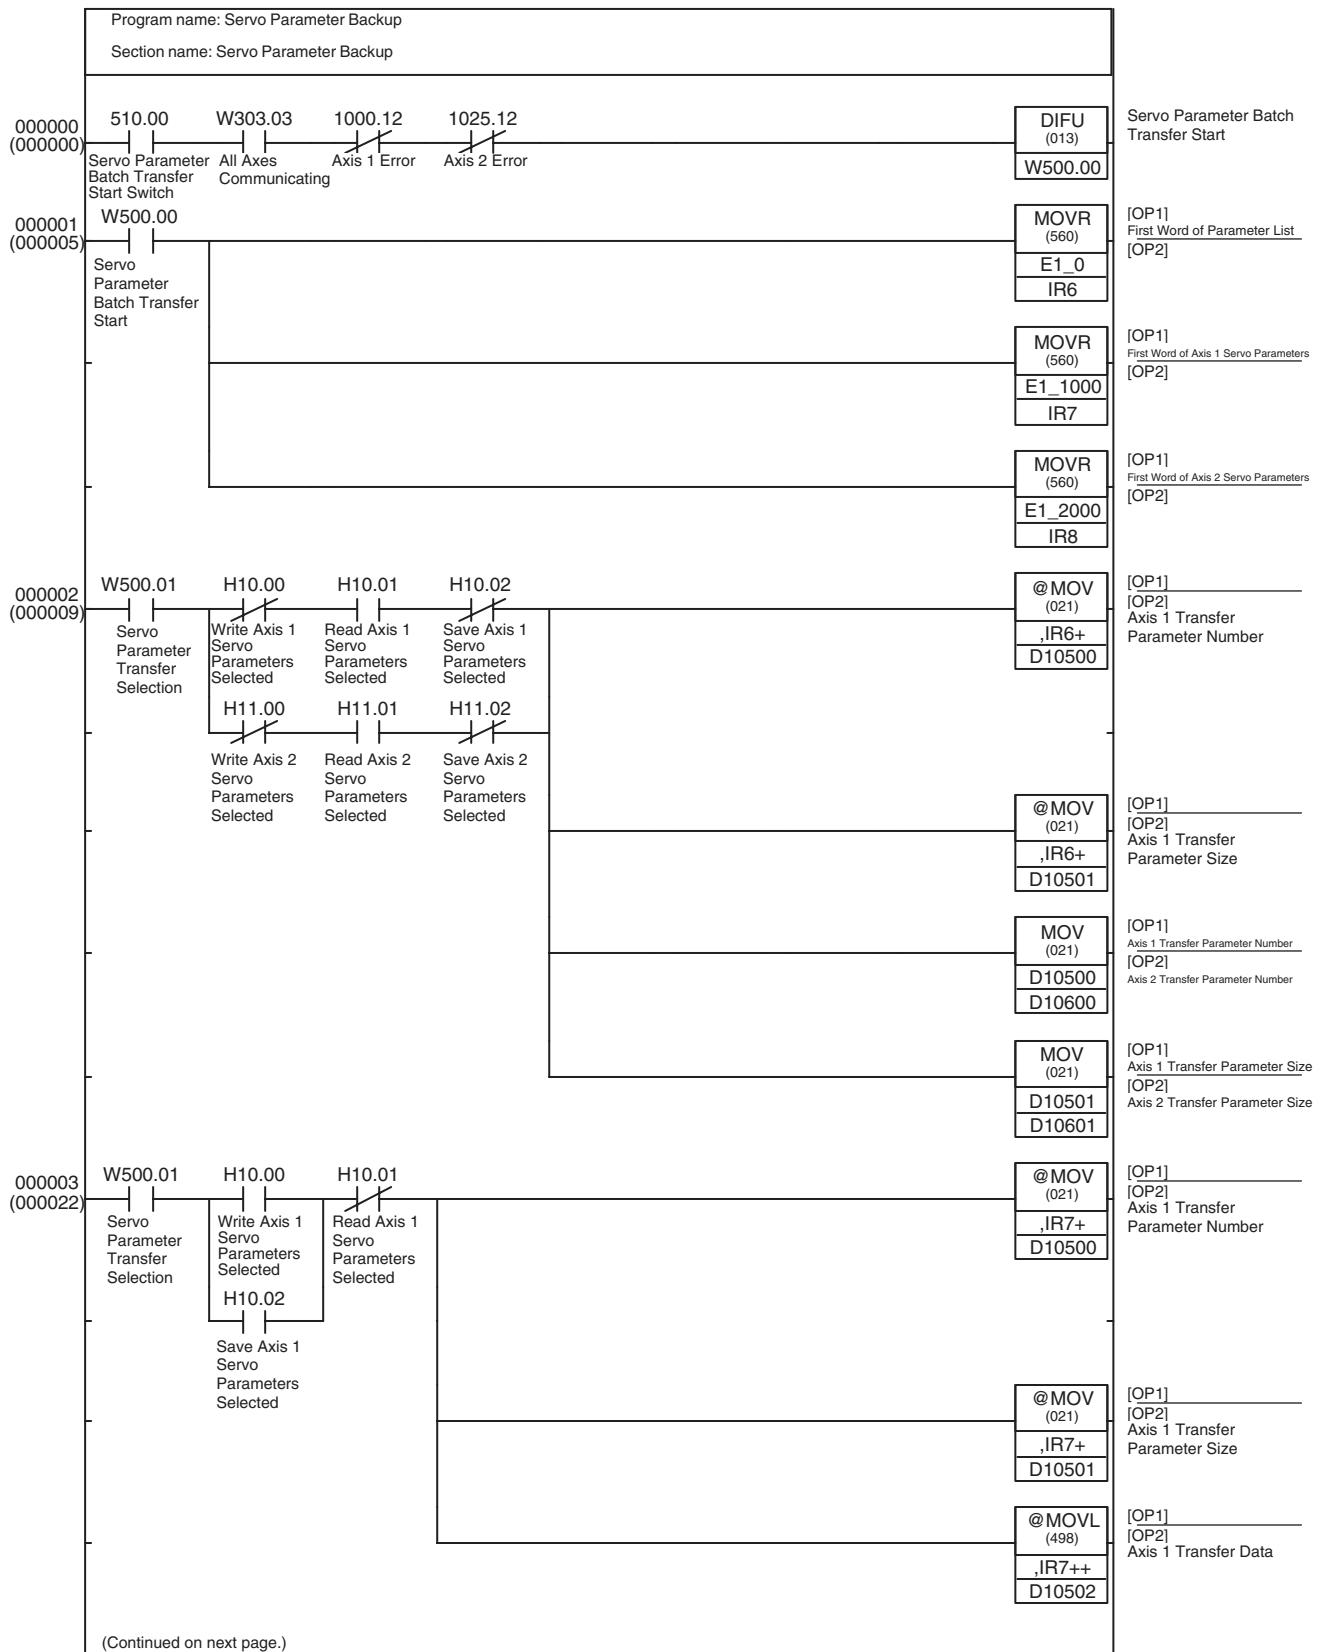 Program name: Servo Parameter Backup
Section name: Servo Parameter Backup
000000
(000000)
510.00
Servo Parameter
Batch Transfer
Start Switch
W303.03
All Axes
Communicating
1000.12
Axis 1 Error
1025.12
Axis 2 Error
DIFU
(013)
W500.00
Servo Parameter Batch
Transfer Start
000001
(000005)
W500.00
Servo
Parameter
Batch Transfer
Start
MOVR
(560)
E1_0
IR6
[OP1]
First Word of Parameter List
[OP2]
MOVR
(560)
E1_1000
IR7
[OP1]
First Word of Axis 1 Servo Parameters
[OP2]
MOVR
(560)
E1_2000
IR8
[OP1]
First Word of Axis 2 Servo Parameters
[OP2]
000002
(000009)
W500.01
Servo
Parameter
Transfer
Selection
H10.00
Write Axis 1
Servo
Parameters
Selected
H10.01
Read Axis 1
Servo
Parameters
Selected
H10.02
Save Axis 1
Servo
Parameters
Selected
H11.00
Write Axis 2
Servo
Parameters
Selected
H11.01
Read Axis 2
Servo
Parameters
Selected
H11.02
Save Axis 2
Servo
Parameters
Selected
@MOV
(021)
,IR6+
D10500
[OP1]
[OP2]
Axis 1 Transfer
Parameter Number
@MOV
(021)
,IR6+
D10501
[OP1]
[OP2]
Axis 1 Transfer
Parameter Size
MOV
(021)
D10500
D10600
[OP1]
Axis 1 Transfer Parameter Number
[OP2]
Axis 2 Transfer Parameter Number
MOV
(021)
D10501
D10601
[OP1]
Axis 1 Transfer Parameter Size
[OP2]
Axis 2 Transfer Parameter Size
000003
(000022)
W500.01
Servo
Parameter
Transfer
Selection
H10.00
Write Axis 1
Servo
Parameters
Selected
H10.01
Read Axis 1
Servo
Parameters
Selected
H10.02
Save Axis 1
Servo
Parameters
Selected
@MOV
(021)
,IR7+
D10500
[OP1]
[OP2]
Axis 1 Transfer
Parameter Number
@MOV
(021)
,IR7+
D10501
[OP1]
[OP2]
Axis 1 Transfer
Parameter Size
@MOVL
(498)
,IR7++
D10502
[OP1]
[OP2]
Axis 1 Transfer Data
(Continued on next page.)